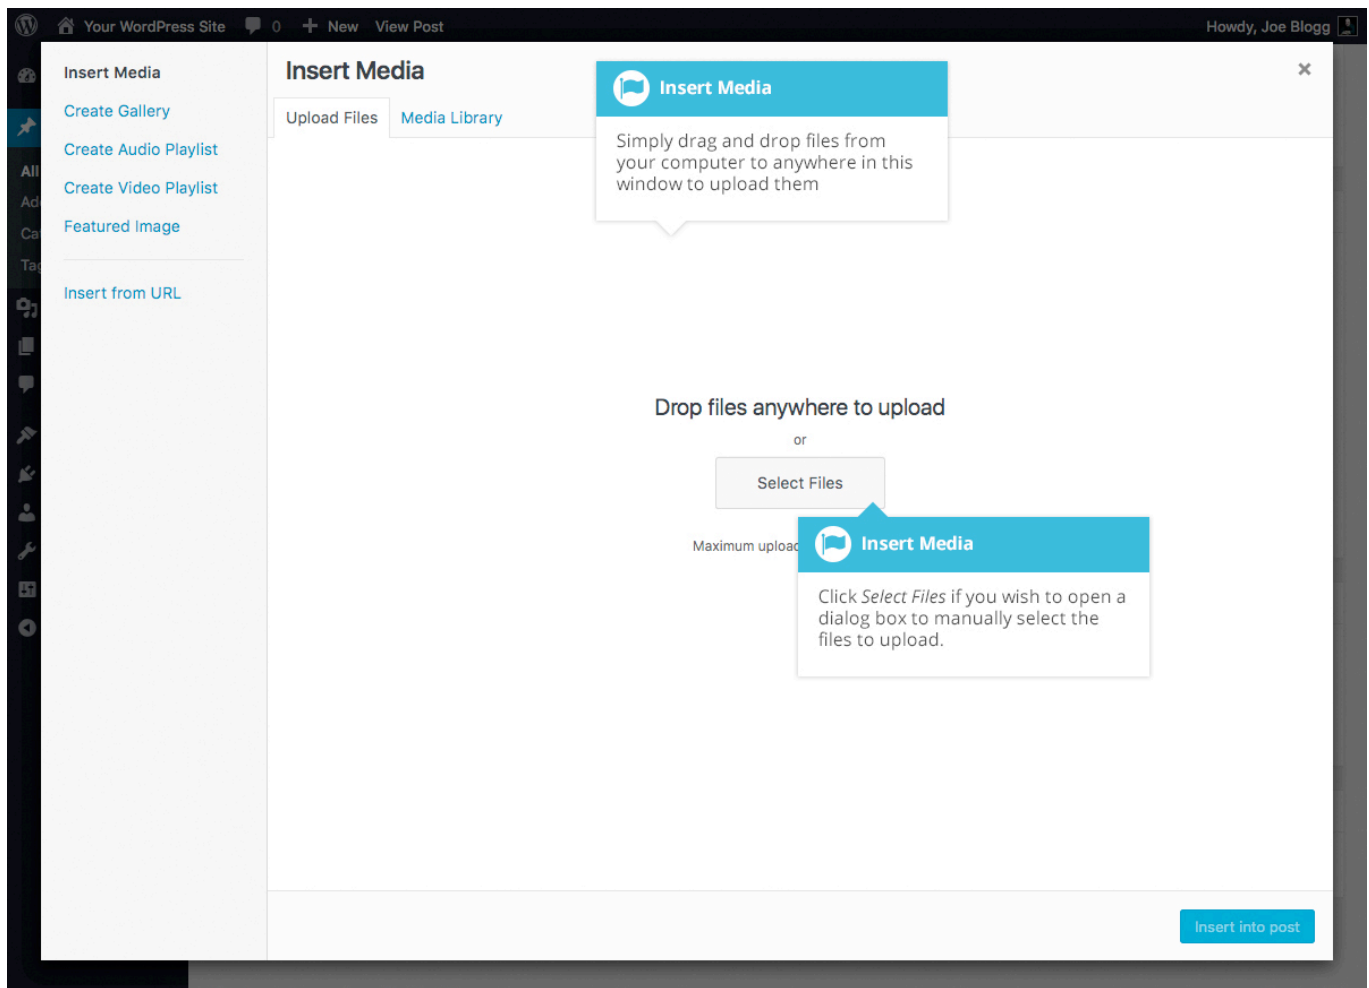 Your WordPress Site 0 New View Post Howdy, Joe Blogg
Insert Media
Create Gallery
Create Audio Playlist
Create Video Playlist
Featured Image
Insert from URL
All
Insert Media
Upload Files Media Library
Insert Media
Simply drag and drop files from
your computer to anywhere in this
window to upload them
Drop files anywhere to upload
or
Select Files
Maximum upload
Insert Media
Click Select Files if you wish to open a
dialog box to manually select the
files to upload.
Insert into post